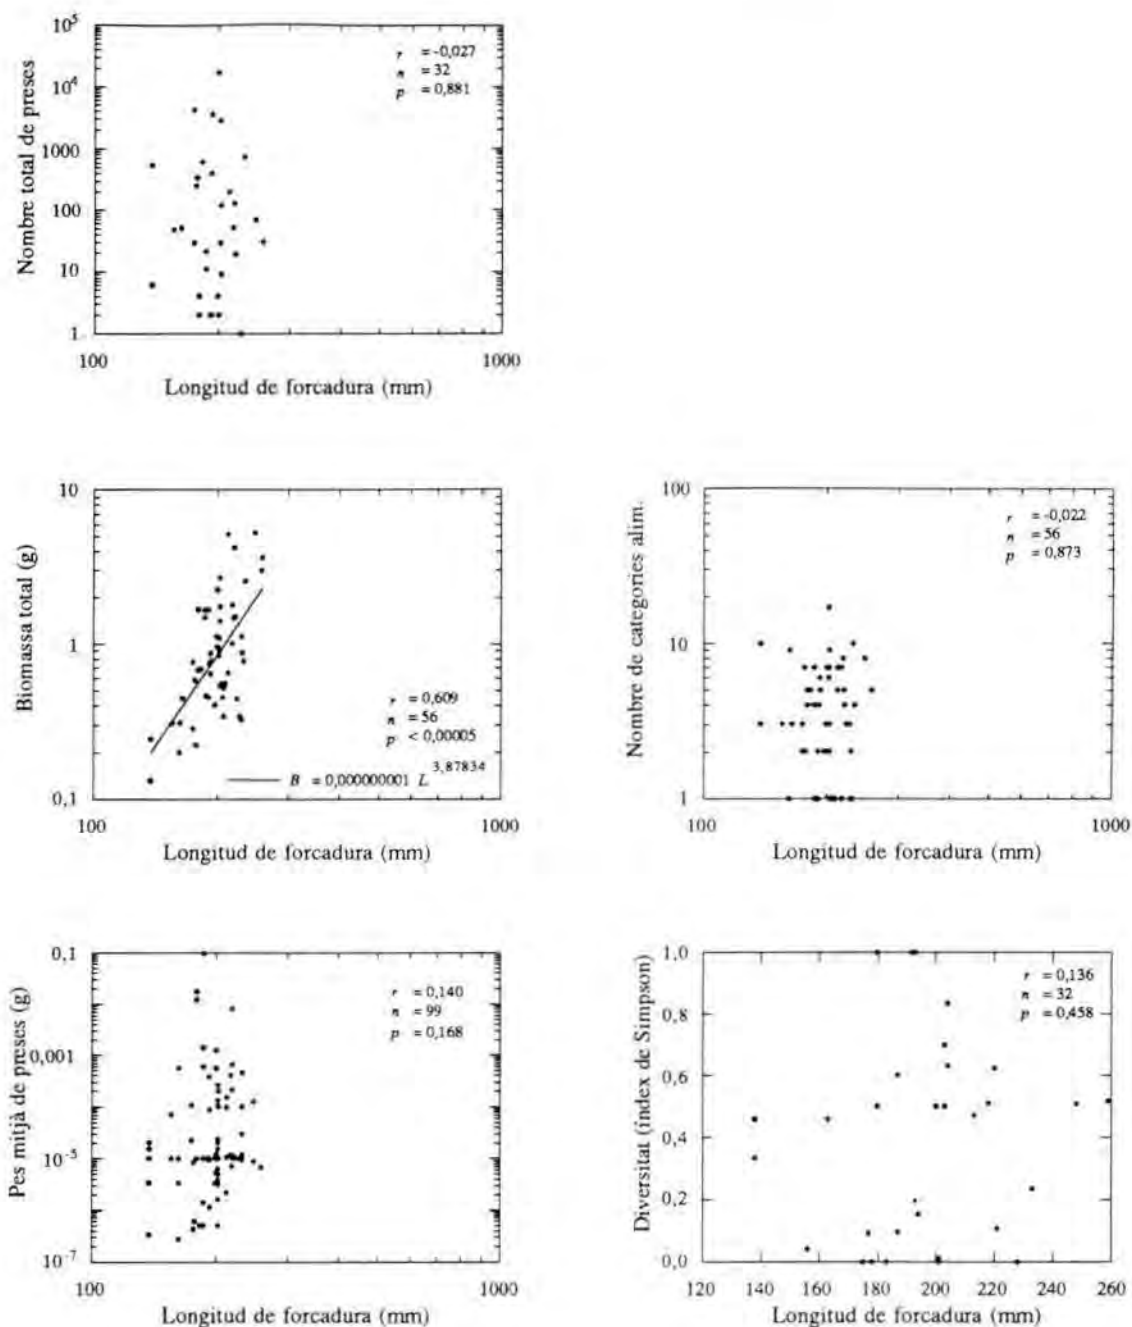 10^5
10^4
1000
100
10
1
Nombre total de preses
r = -0,027
n = 32
p = 0,881
100
1000
Longitud de forcadura (mm)
10
1
0,1
Biomassa total (g)
r = 0,609
n = 56
p < 0,00005
B = 0,000000001 L^3,87834
100
1000
Longitud de forcadura (mm)
100
10
1
Nombre de categories alim.
r = -0,022
n = 56
p = 0,873
100
1000
Longitud de forcadura (mm)
0,1
0,001
10^-5
10^-7
Pes mitjà de preses (g)
r = 0,140
n = 99
p = 0,168
100
1000
Longitud de forcadura (mm)
1,0
0,8
0,6
0,4
0,2
0,0
Diversitat (index de Simpson)
r = 0,136
n = 32
p = 0,458
120 140 160 180 200 220 240 260
Longitud de forcadura (mm)